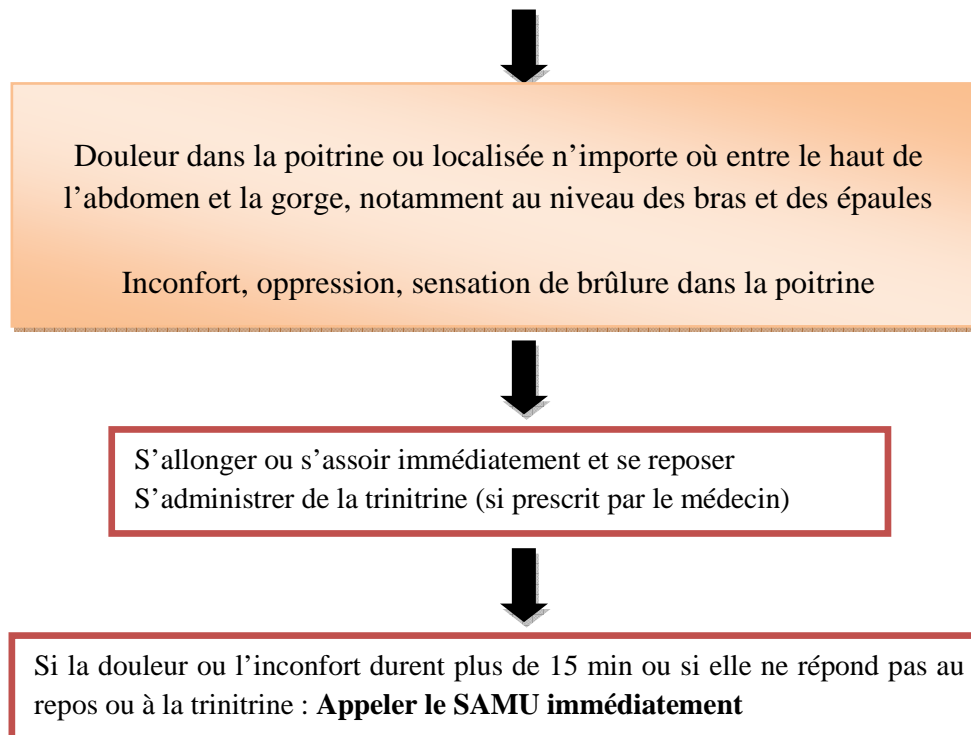 Douleur dans la poitrine ou localisée n’importe où entre le haut de
l’abdomen et la gorge, notamment au niveau des bras et des épaules
Inconfort, oppression, sensation de brûlure dans la poitrine
S’allonger ou s’assoir immédiatement et se reposer
S’administrer de la trinitrine (si prescrit par le médecin)
Si la douleur ou l’inconfort durent plus de 15 min ou si elle ne répond pas au
repos ou à la trinitrine : Appeler le SAMU immédiatement